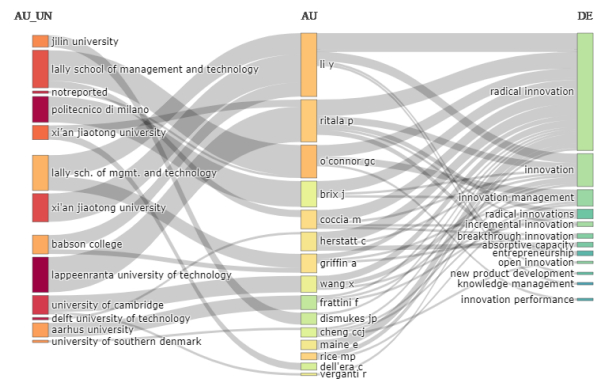 AU_UN
AU
DE
jilin university
lally school of management and technology
notreported
politecnico di milano
xi'an jiaotong university
lally sch. of mgmt. and technology
xi'an jiaotong university
babson college
lappeenranta university of technology
university of cambridge
delft university of technology
aarhus university
university of southern denmark
li y
ritala p
o'connor gc
brix j
coccia m
herstatt c
griffin a
wang x
frattini f
dismukes jp
cheng ccj
maine e
rice mp
dell'era c
verganti r
radical innovation
innovation
innovation management
radical innovations
incremental innovation
breakthrough innovation
absorptive capacity
entrepreneurship
open innovation
new product development
knowledge management
innovation performance